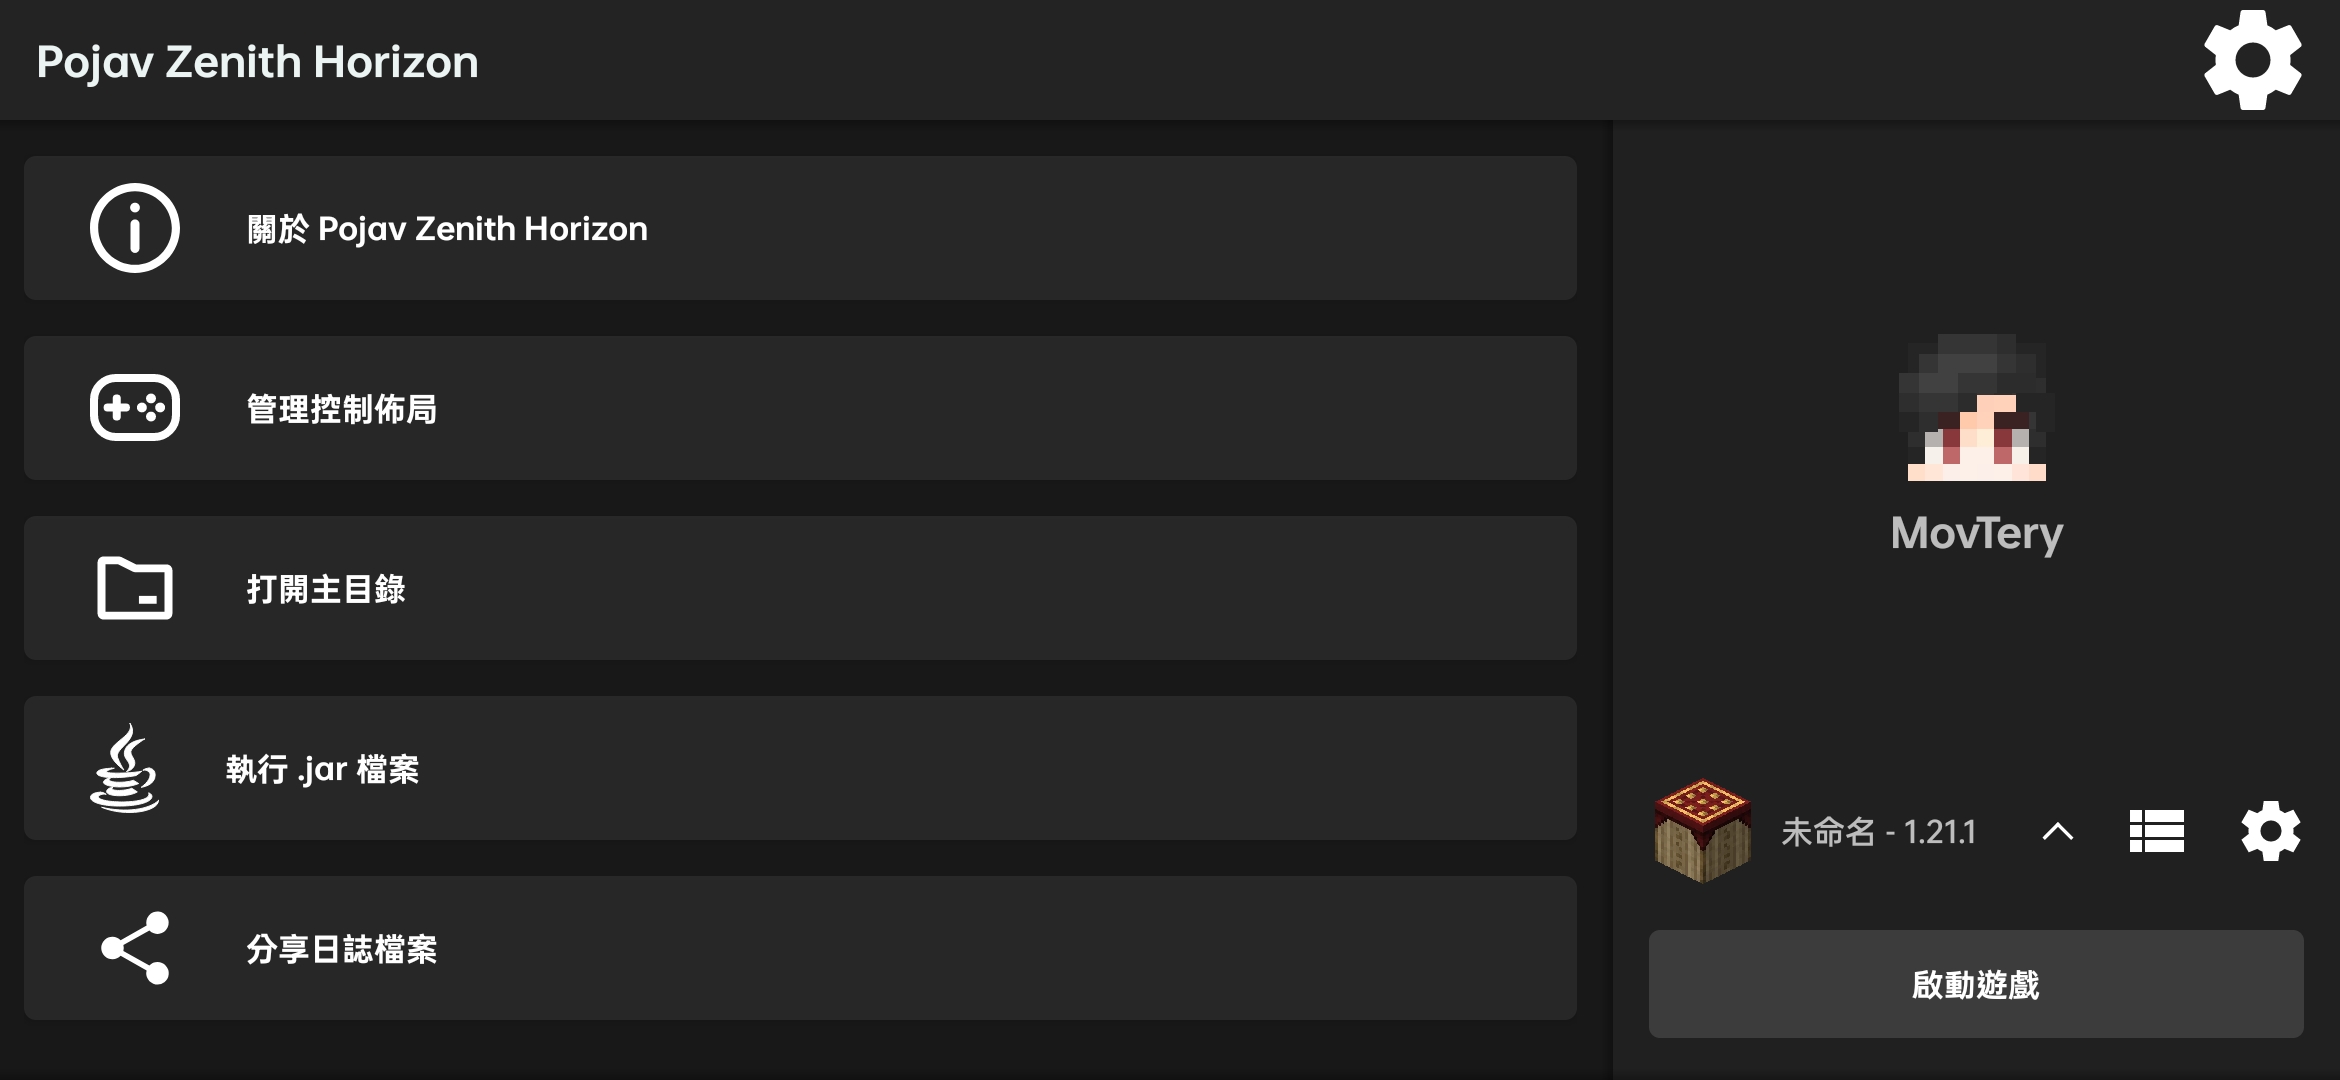 Pojav Zenith Horizon
關於 Pojav Zenith Horizon
管理控制佈局
打開主目錄
執行 .jar 檔案
分享日誌檔案
MovTery
未命名 - 1.21.1
啟動遊戲